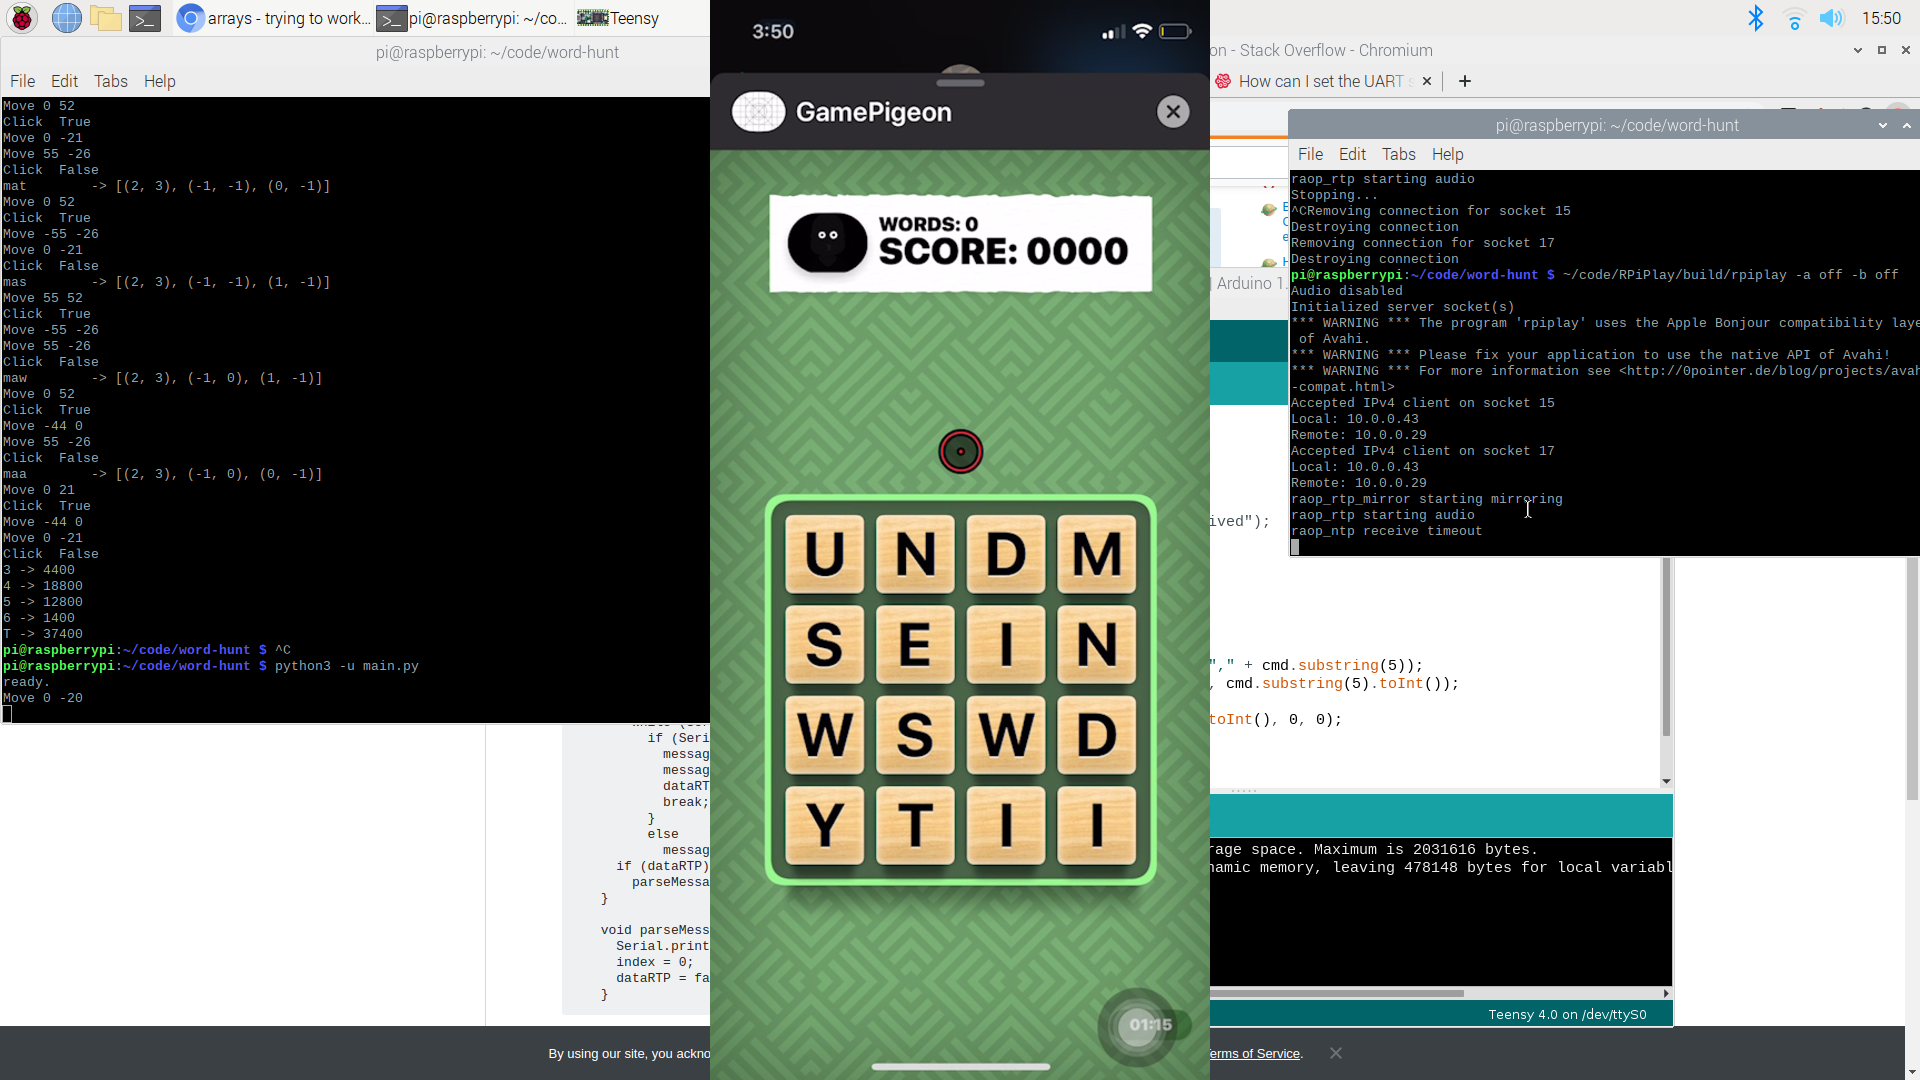 arrays - trying to work...
pi@raspberrypi: ~/co...
Teensy
15:50
pi@raspberrypi: ~/code/word-hunt
File Edit Tabs Help
Move 0 52
Click  True
Move 0 -21
Move 55 -26
Click  False
mat        -> [(2, 3), (-1, -1), (0, -1)]
Move 0 52
Click  True
Move -55 -26
Move 0 -21
Click  False
mas        -> [(2, 3), (-1, -1), (1, -1)]
Move 55 52
Click  True
Move -55 -26
Move 55 -26
Click  False
maw        -> [(2, 3), (-1, 0), (1, -1)]
Move 0 52
Click  True
Move -44 0
Move 55 -26
Click  False
maa        -> [(2, 3), (-1, 0), (0, -1)]
Move 0 21
Click  True
Move -44 0
Move 0 -21
Click  False
3 -> 4400
4 -> 18800
5 -> 12800
6 -> 1400
T -> 37400
pi@raspberrypi:~/code/word-hunt $ ^C
pi@raspberrypi:~/code/word-hunt $ python3 -u main.py
ready.
Move 0 -20
if (Seri
messag
messag
dataRT
break;
}
else
messag
if (dataRTP)
parseMessa
}
void parseMess
Serial.print
index = 0;
dataRTP = fa
}
By using our site, you ackno
3:50
GamePigeon
WORDS: 0
SCORE: 0000
U N D M
S E I N
W S W D
Y T I I
01:15
on - Stack Overflow - Chromium
How can I set the UART s
Arduino 1.
pi@raspberrypi: ~/code/word-hunt
File Edit Tabs Help
raop_rtp starting audio
Stopping...
^CRemoving connection for socket 15
Destroying connection
Removing connection for socket 17
Destroying connection
pi@raspberrypi:~/code/word-hunt $ ~/code/RPiPlay/build/rpiplay -a off -b off
Audio disabled
Initialized server socket(s)
*** WARNING *** The program 'rpiplay' uses the Apple Bonjour compatibility laye
of Avahi.
*** WARNING *** Please fix your application to use the native API of Avahi!
*** WARNING *** For more information see <http://0pointer.de/blog/projects/avah
-compat.html>
Accepted IPv4 client on socket 15
Local: 10.0.0.43
Remote: 10.0.0.29
Accepted IPv4 client on socket 17
Local: 10.0.0.43
Remote: 10.0.0.29
raop_rtp_mirror starting mirroring
raop_rtp starting audio
raop_ntp receive timeout
ived");
"," + cmd.substring(5));
, cmd.substring(5).toInt());
toInt(), 0, 0);
rage space. Maximum is 2031616 bytes.
namic memory, leaving 478148 bytes for local variabl
Teensy 4.0 on /dev/ttyS0
erms of Service.